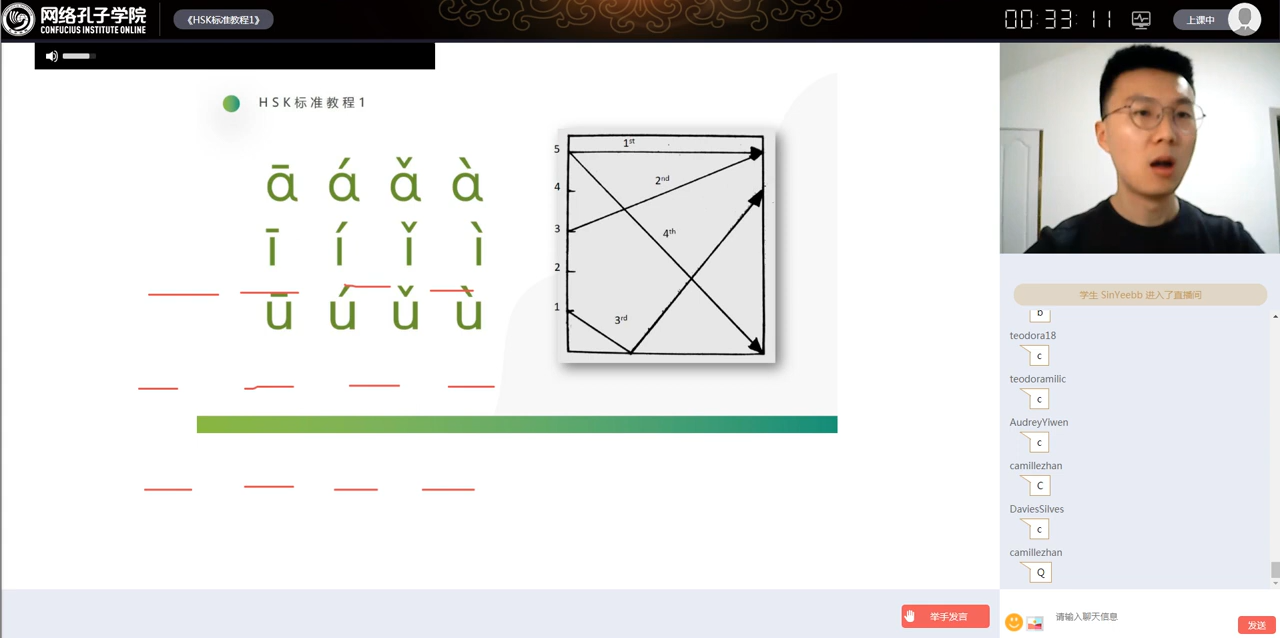 网络孔子学院
CONFUCIUS INSTITUTE ONLINE
《HSK标准教程1》
00:33:11
上课中
HSK标准教程1
ā á ǎ à
ī í ǐ ì
ū ú ǔ ù
5
4
3
2
1
1st
2nd
4th
3rd
学生 SinYeebb 进入了直播间
b
teodora18
c
teodoramilic
c
AudreyYiwen
c
camillezhan
C
DaviesSilves
c
camillezhan
Q
举手发言
请输入聊天信息
发送